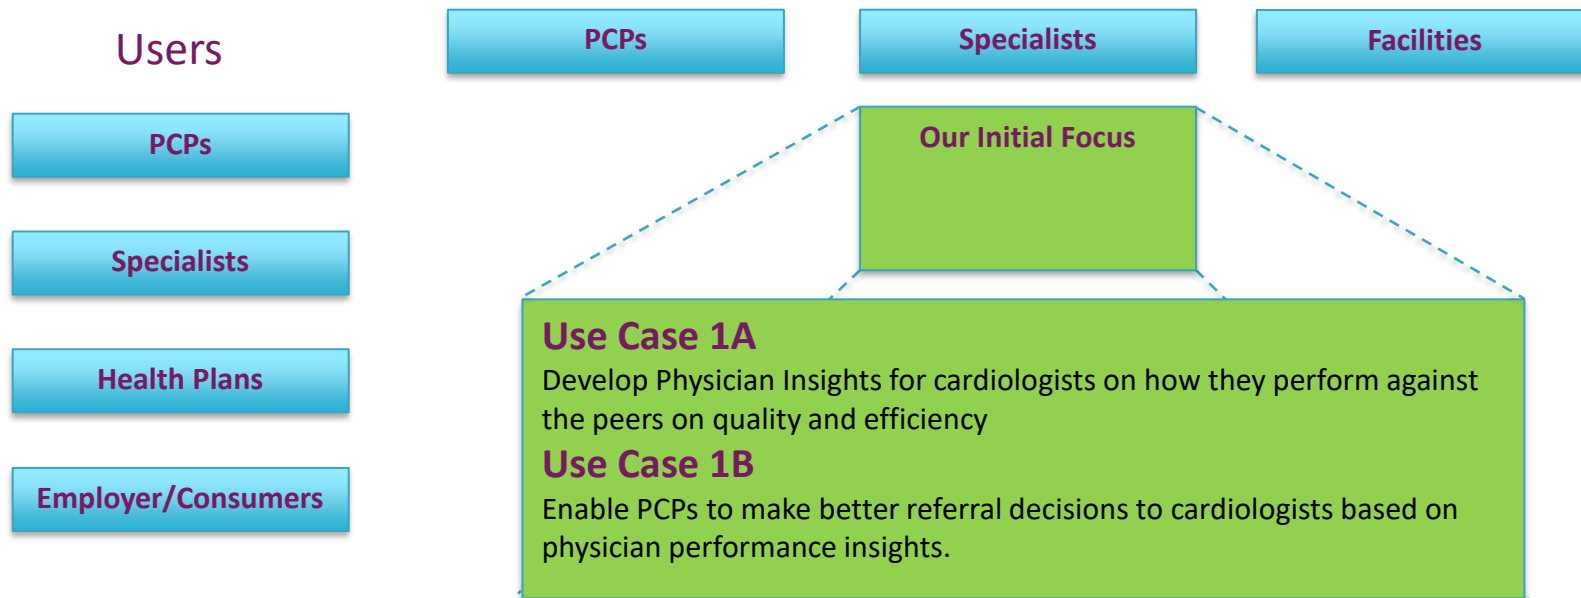 Users
PCPs
Specialists
Facilities
PCPs
Specialists
Health Plans
Employer/Consumers
Our Initial Focus
Use Case 1A
Develop Physician Insights for cardiologists on how they perform against
the peers on quality and efficiency
Use Case 1B
Enable PCPs to make better referral decisions to cardiologists based on
physician performance insights.